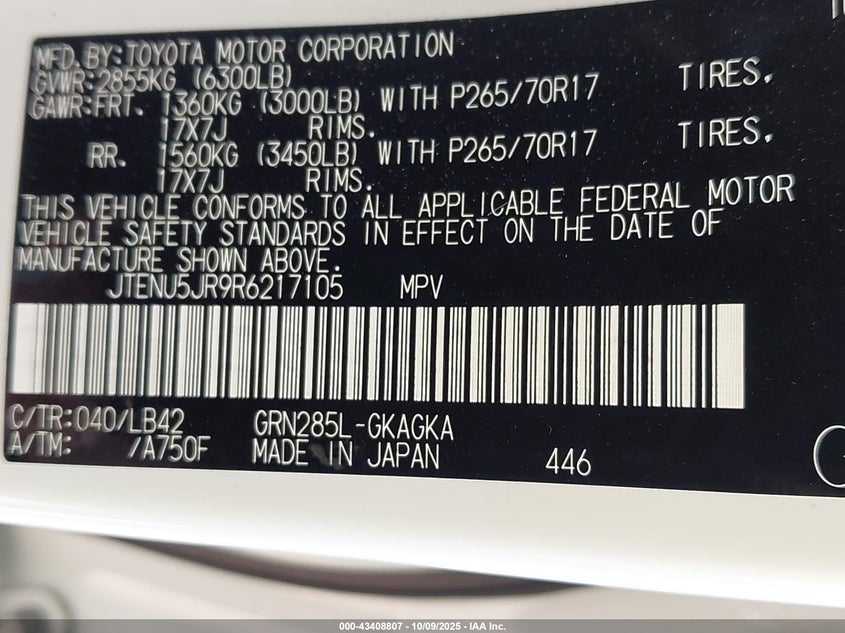 MFD. BY: TOYOTA MOTOR CORPORATION
GVWR: 2855KG (6300LB)
GAWR: FRT. 1360KG (3000LB) WITH P265/70R17 TIRES.
17X7J RIMS.
RR. 1560KG (3450LB) WITH P265/70R17 TIRES.
17X7J RIMS.
THIS VEHICLE CONFORMS TO ALL APPLICABLE FEDERAL MOTOR
VEHICLE SAFETY STANDARDS IN EFFECT ON THE DATE OF
MANUFACTURE SHOWN ABOVE.
JTENU5JR9R6217105 MPV
C/TR: 040/LB42 GRN285L-GKAGKA
A/TM: /A750F MADE IN JAPAN 446
000-43408807 - 10/09/2025 - IAA Inc.